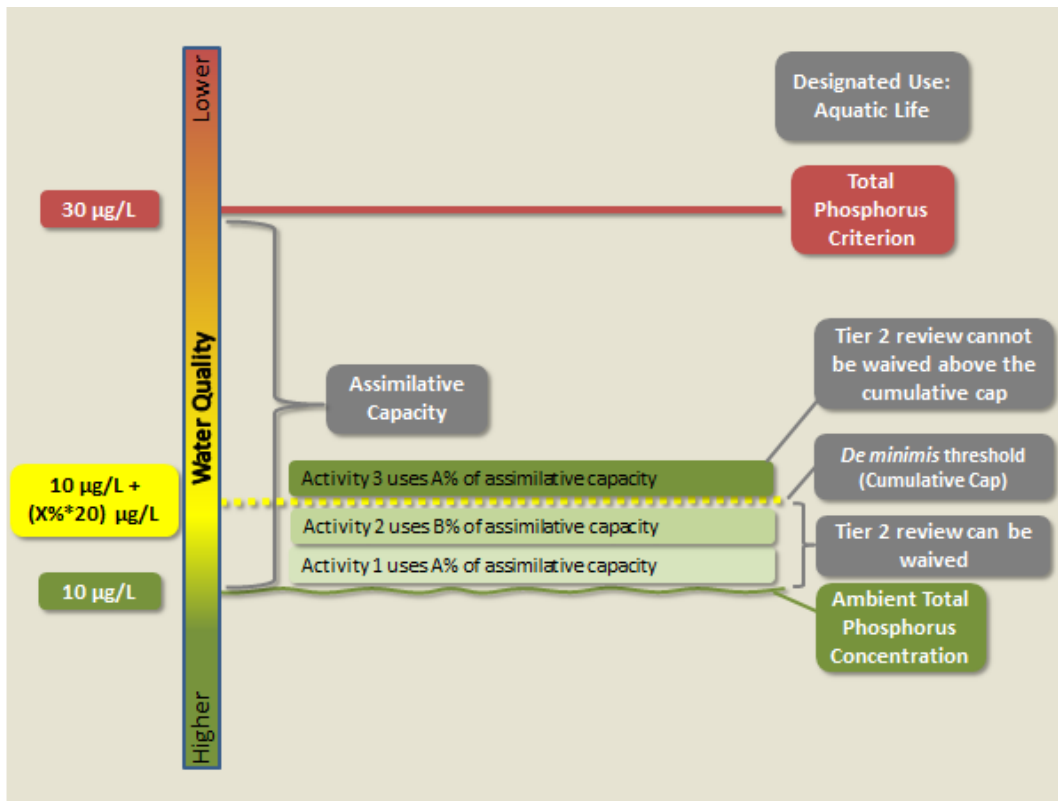 Lower
Water Quality
Higher
30 µg/L
10 µg/L +
(X%*20) µg/L
10 µg/L
Designated Use:
Aquatic Life
Total
Phosphorus
Criterion
Assimilative
Capacity
Tier 2 review cannot
be waived above the
cumulative cap
Activity 3 uses A% of assimilative capacity
De minimis threshold
(Cumulative Cap)
Activity 2 uses B% of assimilative capacity
Tier 2 review can be
waived
Activity 1 uses A% of assimilative capacity
Ambient Total
Phosphorus
Concentration